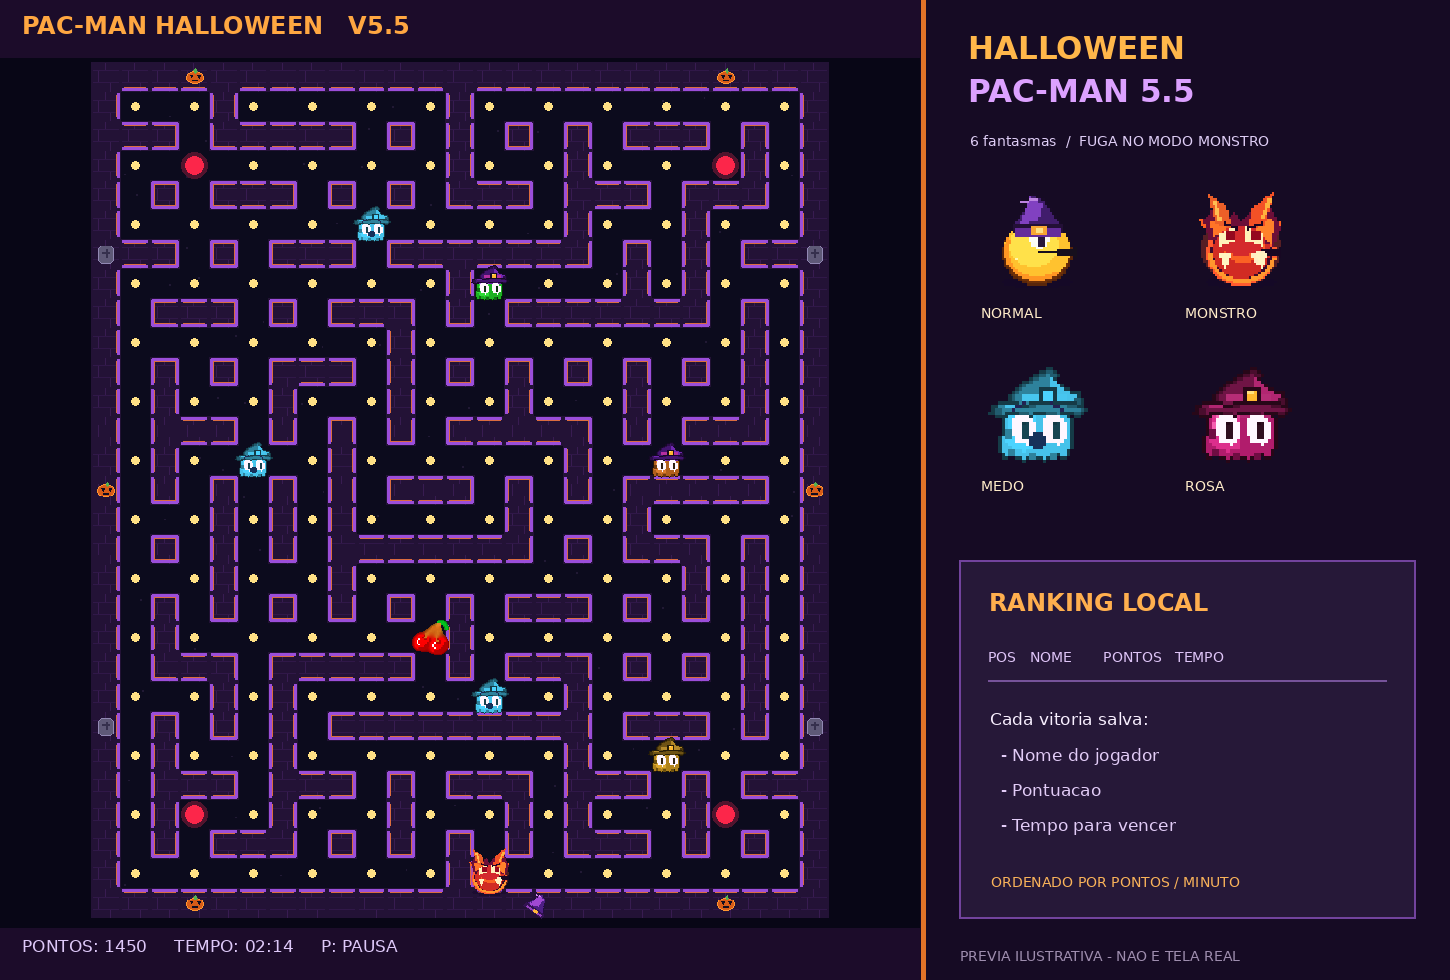 PAC-MAN HALLOWEEN V5.5
HALLOWEEN
PAC-MAN 5.5
6 fantasmas / FUGA NO MODO MONSTRO
NORMAL
MONSTRO
MEDO
ROSA
RANKING LOCAL
POS NOME PONTOS TEMPO
Cada vitoria salva:
- Nome do jogador
- Pontuacao
- Tempo para vencer
ORDENADO POR PONTOS / MINUTO
PONTOS: 1450 TEMPO: 02:14 P: PAUSA
PREVIA ILUSTRATIVA - NAO E TELA REAL